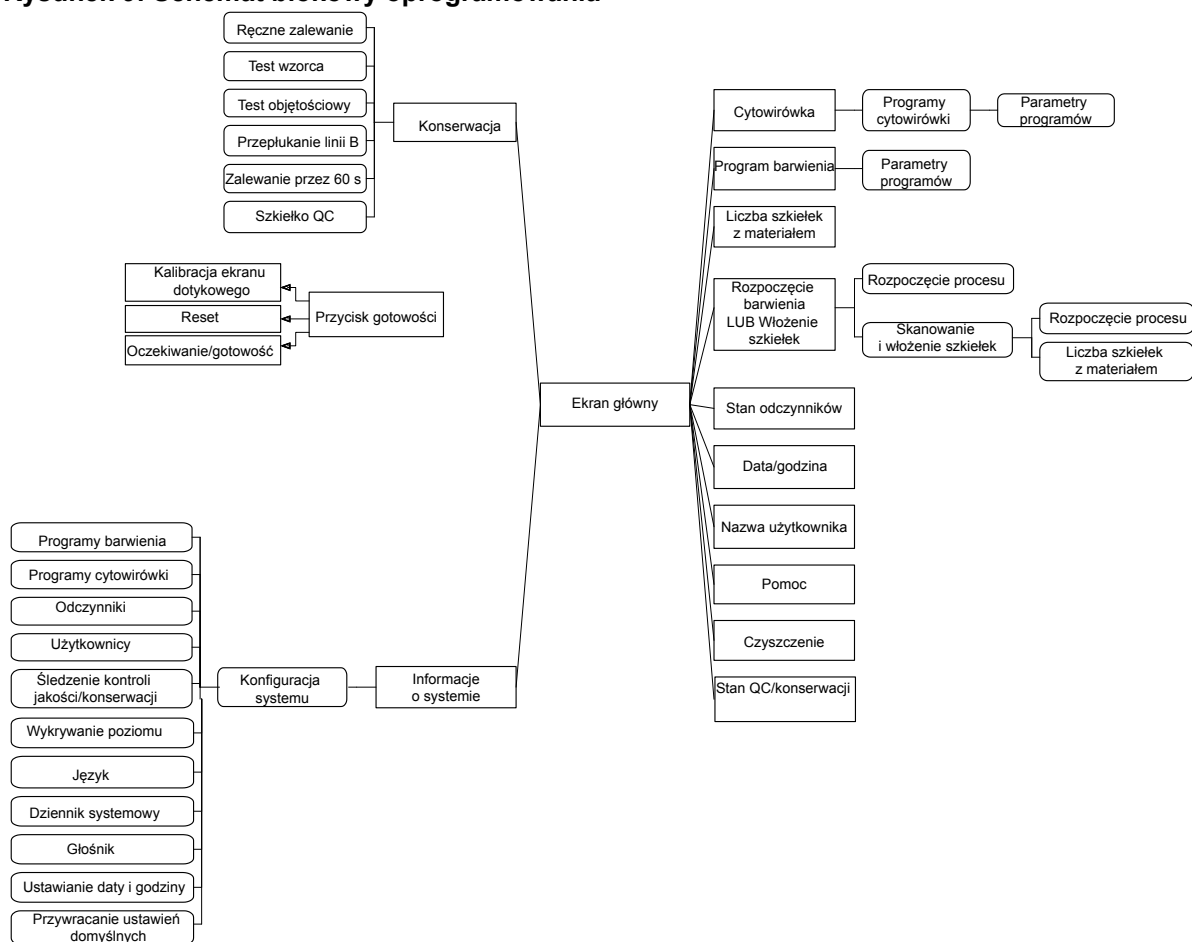 Ręczne zalewanie
Test wzorca
Test objętościowy
Przepłukanie linii B
Zalewanie przez 60 s
Szkiełko QC
Konserwacja
Kalibracja ekranu
dotykowego
Reset
Oczekiwanie/gotowość
Przycisk gotowości
Ekran główny
Cytowirówka
Programy
cytowirówki
Parametry
programów
Program barwienia
Parametry
programów
Liczba szkiełek
z materiałem
Rozpoczęcie
barwienia
LUB Włożenie
szkiełek
Rozpoczęcie procesu
Skanowanie
i włożenie szkiełek
Rozpoczęcie procesu
Liczba szkiełek
z materiałem
Stan odczynników
Data/godzina
Nazwa użytkownika
Pomoc
Czyszczenie
Stan QC/konserwacji
Programy barwienia
Programy cytowirówki
Odczynniki
Użytkownicy
Śledzenie kontroli
jakości/konserwacji
Wykrywanie poziomu
Język
Dziennik systemowy
Głośnik
Ustawianie daty i godziny
Przywracanie ustawień
domyślnych
Konfiguracja
systemu
Informacje
o systemie